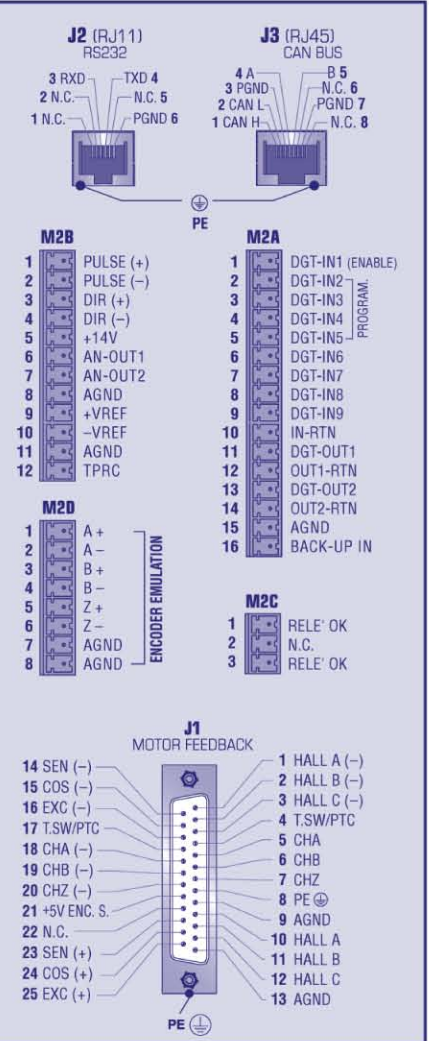 J2 (RJ11)
RS232
3 RXD
TXD 4
2 N.C.
N.C. 5
1 N.C.
PGND 6
J3 (RJ45)
CAN BUS
4 A
B 5
3 PGND
N.C. 6
2 CAN L
PGND 7
1 CAN H
N.C. 8
PE
M2B
1 PULSE (+)
2 PULSE (–)
3 DIR (+)
4 DIR (–)
5 +14V
6 AN-OUT1
7 AN-OUT2
8 AGND
9 +VREF
10 –VREF
11 AGND
12 TPRC
M2A
1 DGT-IN1 (ENABLE)
2 DGT-IN2
3 DGT-IN3
4 DGT-IN4
5 DGT-IN5
PROGRAM.
6 DGT-IN6
7 DGT-IN7
8 DGT-IN8
9 DGT-IN9
10 IN-RTN
11 DGT-OUT1
12 OUT1-RTN
13 DGT-OUT2
14 OUT2-RTN
15 AGND
16 BACK-UP IN
M2D
1 A +
2 A –
3 B +
4 B –
5 Z +
6 Z –
7 AGND
8 AGND
ENCODER EMULATION
M2C
1 RELE' OK
2 N.C.
3 RELE' OK
J1
MOTOR FEEDBACK
14 SEN (–)
15 COS (–)
16 EXC (–)
17 T.SW/PTC
18 CHA (–)
19 CHB (–)
20 CHZ (–)
21 +5V ENC. S.
22 N.C.
23 SEN (+)
24 COS (+)
25 EXC (+)
1 HALL A (–)
2 HALL B (–)
3 HALL C (–)
4 T.SW/PTC
5 CHA
6 CHB
7 CHZ
8 PE
9 AGND
10 HALL A
11 HALL B
12 HALL C
13 AGND
PE